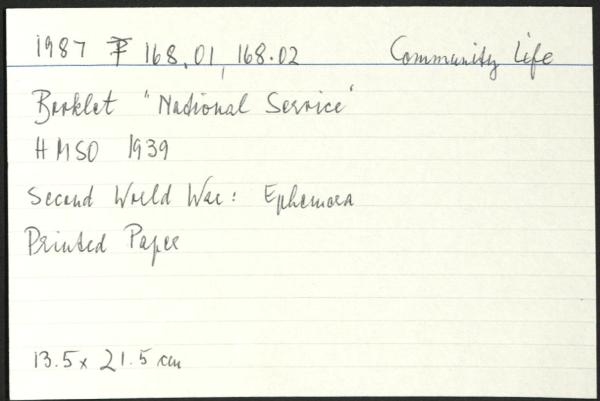 1987 F 168.01, 168.02 Community Life
Booklet "National Service"
HMSO 1939
Second World War: Ephemera
Printed Paper
13.5 x 21.5 cm